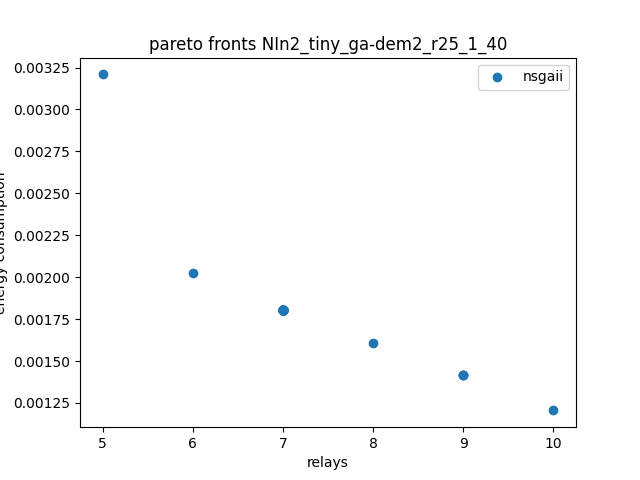 pareto fronts NIn2_tiny_ga-dem2_r25_1_40
nsgaii
0.00325
0.00300
0.00275
0.00250
0.00225
0.00200
0.00175
0.00150
0.00125
energy consumption
5 6 7 8 9 10
relays